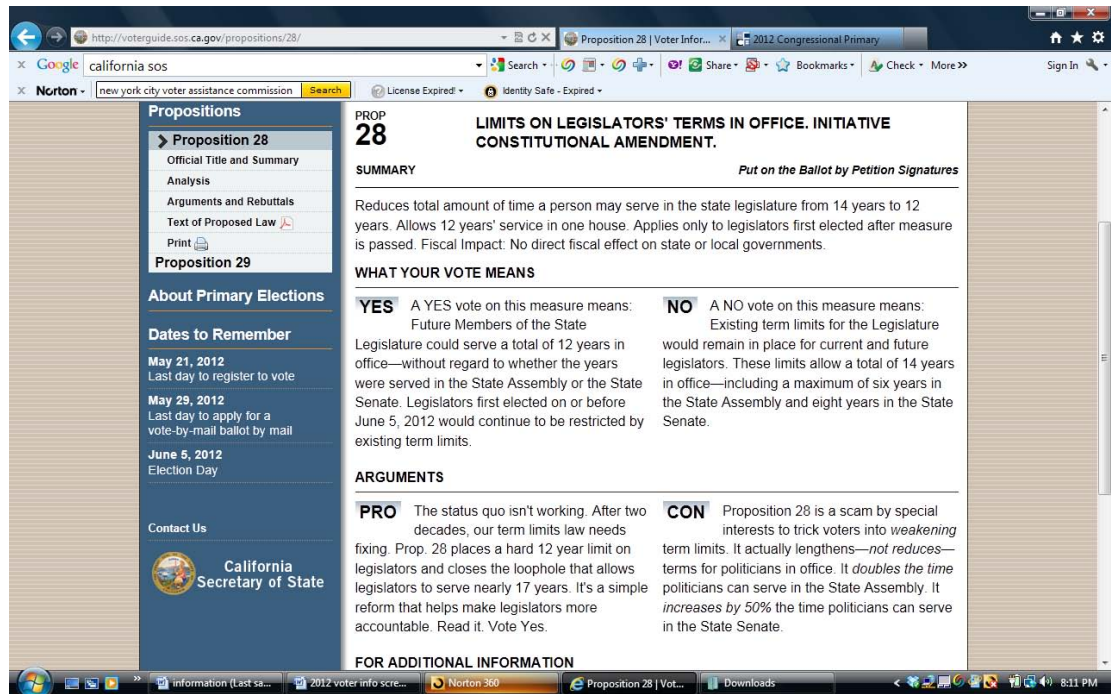 http://voterguide.sos.ca.gov/propositions/28/
Proposition 28 | Voter Infor...
2012 Congressional Primary
x Google california sos
Search
Share
Bookmarks
Check
More >>
Sign In
x Norton new york city voter assistance commission Search
License Expired!
Identity Safe - Expired
Propositions
Proposition 28
Official Title and Summary
Analysis
Arguments and Rebuttals
Text of Proposed Law
Print
Proposition 29
About Primary Elections
Dates to Remember
May 21, 2012
Last day to register to vote
May 29, 2012
Last day to apply for a
vote-by-mail ballot by mail
June 5, 2012
Election Day
Contact Us
California
Secretary of State
PROP
28
LIMITS ON LEGISLATORS' TERMS IN OFFICE. INITIATIVE
CONSTITUTIONAL AMENDMENT.
SUMMARY
Put on the Ballot by Petition Signatures
Reduces total amount of time a person may serve in the state legislature from 14 years to 12
years. Allows 12 years' service in one house. Applies only to legislators first elected after measure
is passed. Fiscal Impact: No direct fiscal effect on state or local governments.
WHAT YOUR VOTE MEANS
YES A YES vote on this measure means:
Future Members of the State
Legislature could serve a total of 12 years in
office—without regard to whether the years
were served in the State Assembly or the State
Senate. Legislators first elected on or before
June 5, 2012 would continue to be restricted by
existing term limits.
NO A NO vote on this measure means:
Existing term limits for the Legislature
would remain in place for current and future
legislators. These limits allow a total of 14 years
in office—including a maximum of six years in
the State Assembly and eight years in the State
Senate.
ARGUMENTS
PRO The status quo isn't working. After two
decades, our term limits law needs
fixing. Prop. 28 places a hard 12 year limit on
legislators and closes the loophole that allows
legislators to serve nearly 17 years. It's a simple
reform that helps make legislators more
accountable. Read it. Vote Yes.
CON Proposition 28 is a scam by special
interests to trick voters into weakening
term limits. It actually lengthens—not reduces—
terms for politicians in office. It doubles the time
politicians can serve in the State Assembly. It
increases by 50% the time politicians can serve
in the State Senate.
FOR ADDITIONAL INFORMATION
information (Last sa...
2012 voter info scre...
Norton 360
Proposition 28 | Vot...
Downloads
8:11 PM